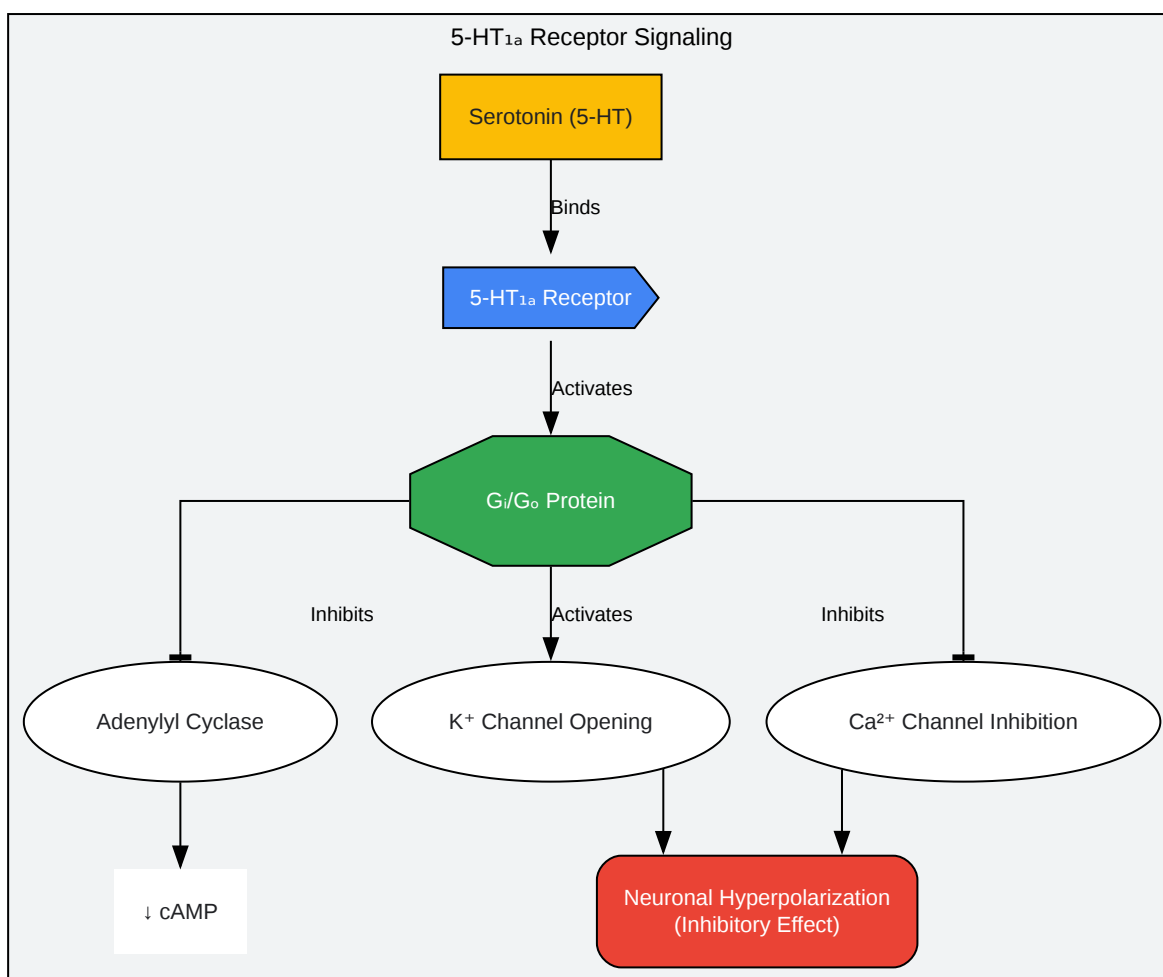 5-HT₁ₐ Receptor Signaling
Serotonin (5-HT)
Binds
5-HT₁ₐ Receptor
Activates
Gᵢ/Gₒ Protein
Inhibits
Activates
Inhibits
Adenylyl Cyclase
K⁺ Channel Opening
Ca²⁺ Channel Inhibition
↓ cAMP
Neuronal Hyperpolarization
(Inhibitory Effect)